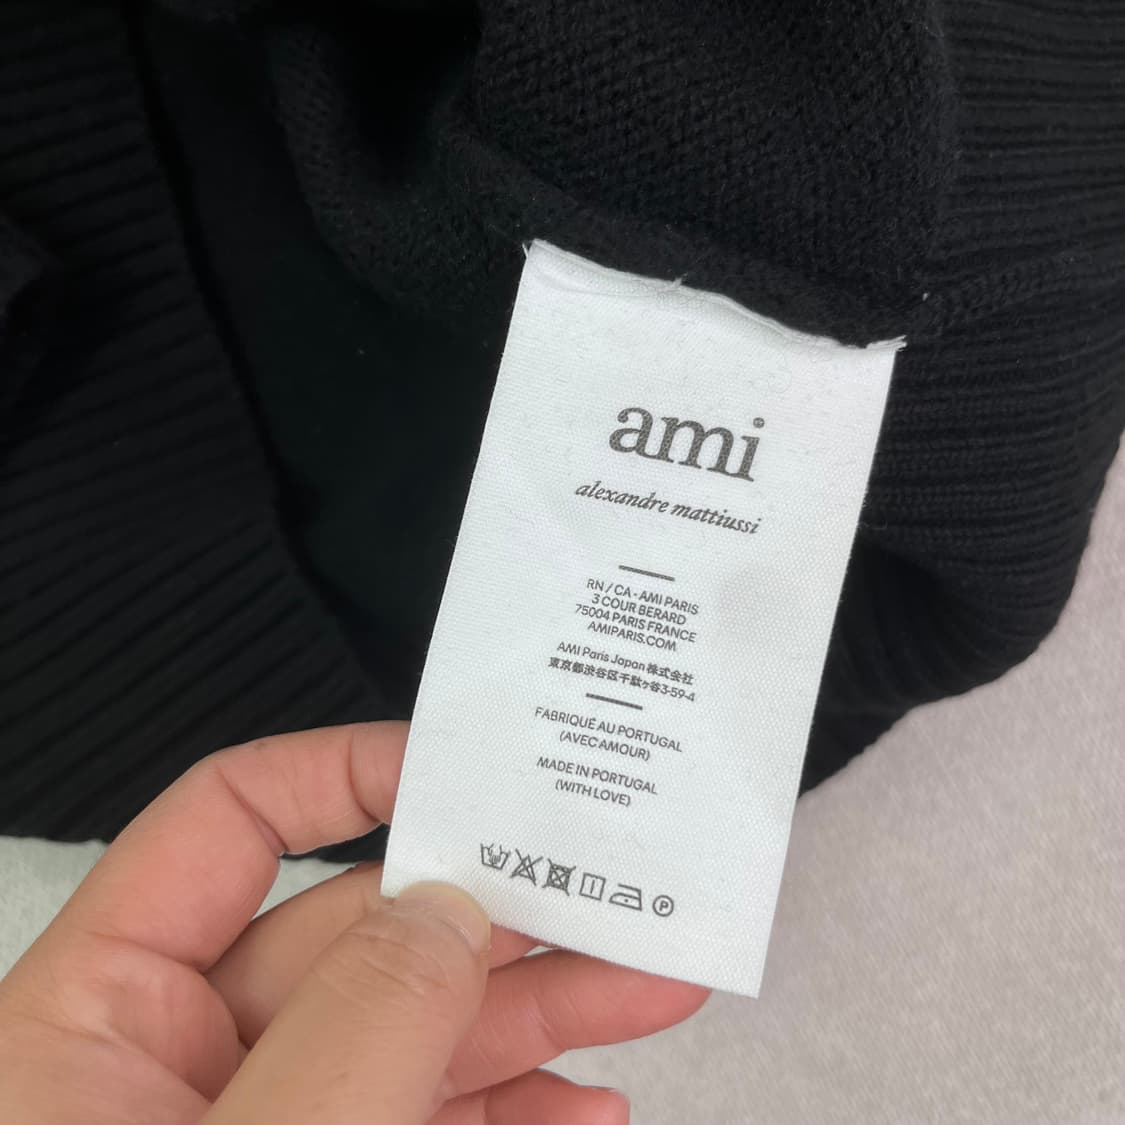 ami
alexandre mattiussi
RN / CA - AMI PARIS
3 COUR BERARD
75004 PARIS FRANCE
AMIPARIS.COM
AMI Paris Japan 株式会社
東京都渋谷区千駄ヶ谷3-59-4
FABRIQUÉ AU PORTUGAL
(AVEC AMOUR)
MADE IN PORTUGAL
(WITH LOVE)
P